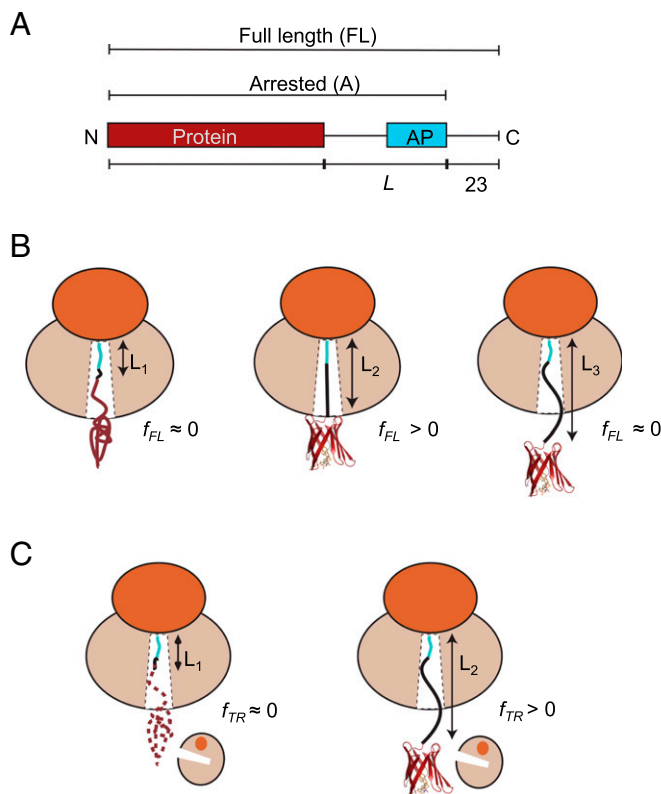 A
Full length (FL)
Arrested (A)
N Protein AP C
L 23
B
L1 L2 L3
fFL ≈ 0 fFL > 0 fFL ≈ 0
C
L1 L2
fTR ≈ 0 fTR > 0